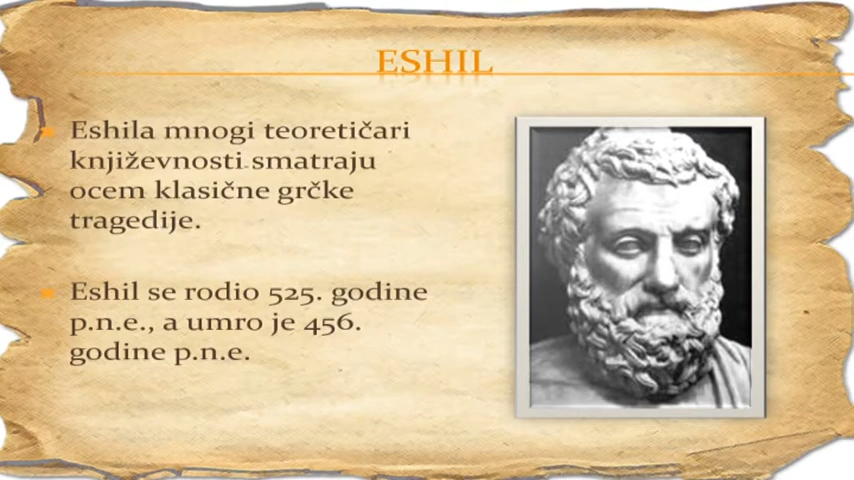 ESHIL
Eshila mnogi teoretičari
književnosti smatraju
ocem klasične grčke
tragedije.
Eshil se rodio 525. godine
p.n.e., a umro je 456.
godine p.n.e.